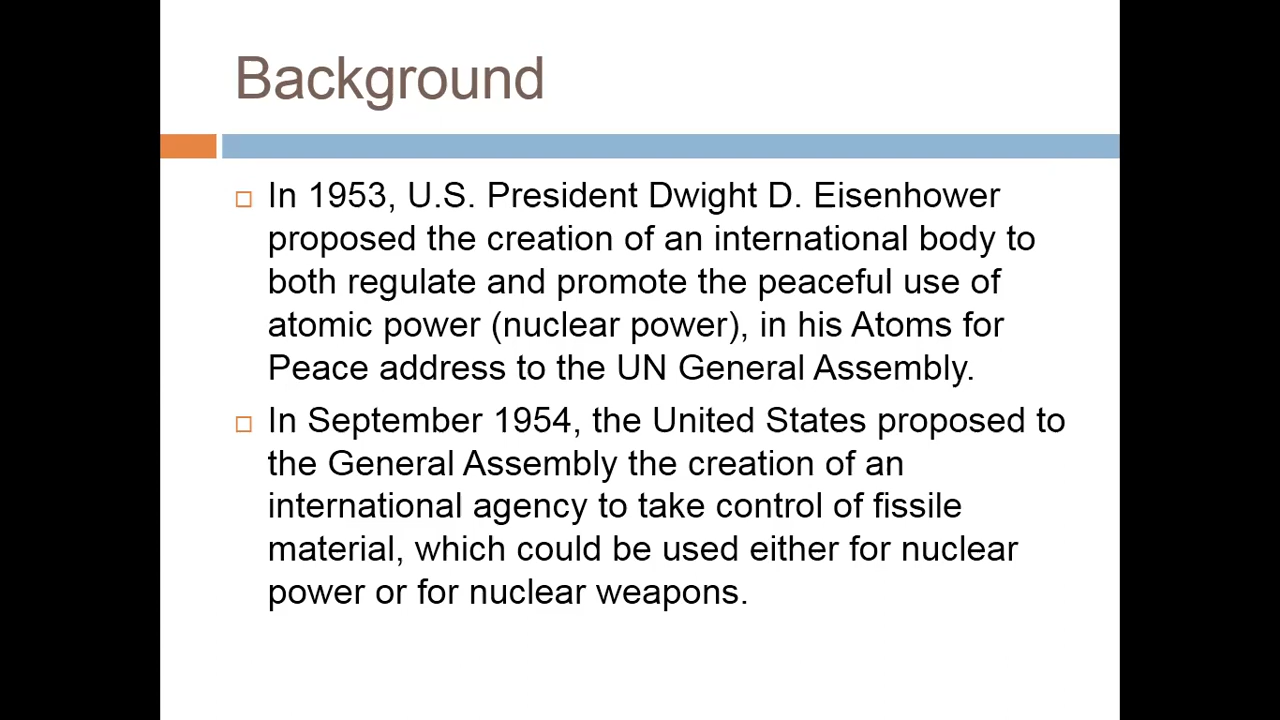 Background
In 1953, U.S. President Dwight D. Eisenhower
proposed the creation of an international body to
both regulate and promote the peaceful use of
atomic power (nuclear power), in his Atoms for
Peace address to the UN General Assembly.
In September 1954, the United States proposed to
the General Assembly the creation of an
international agency to take control of fissile
material, which could be used either for nuclear
power or for nuclear weapons.